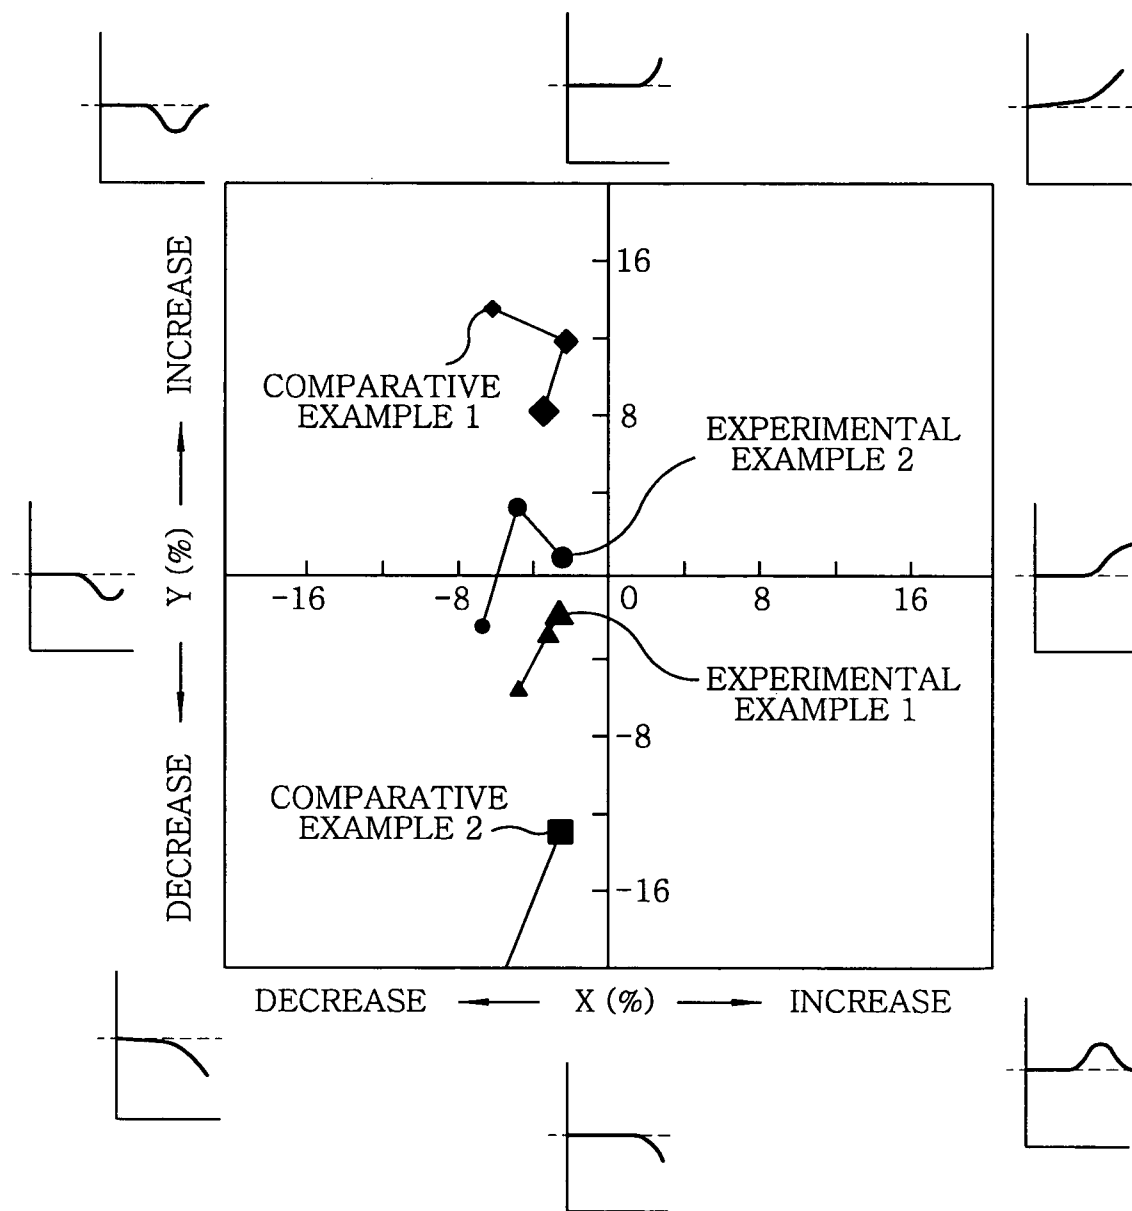 INCREASE
Y (%)
DECREASE
16
8
-16
-8
0
8
16
-8
-16
COMPARATIVE
EXAMPLE 1
EXPERIMENTAL
EXAMPLE 2
EXPERIMENTAL
EXAMPLE 1
COMPARATIVE
EXAMPLE 2
DECREASE X (%) INCREASE